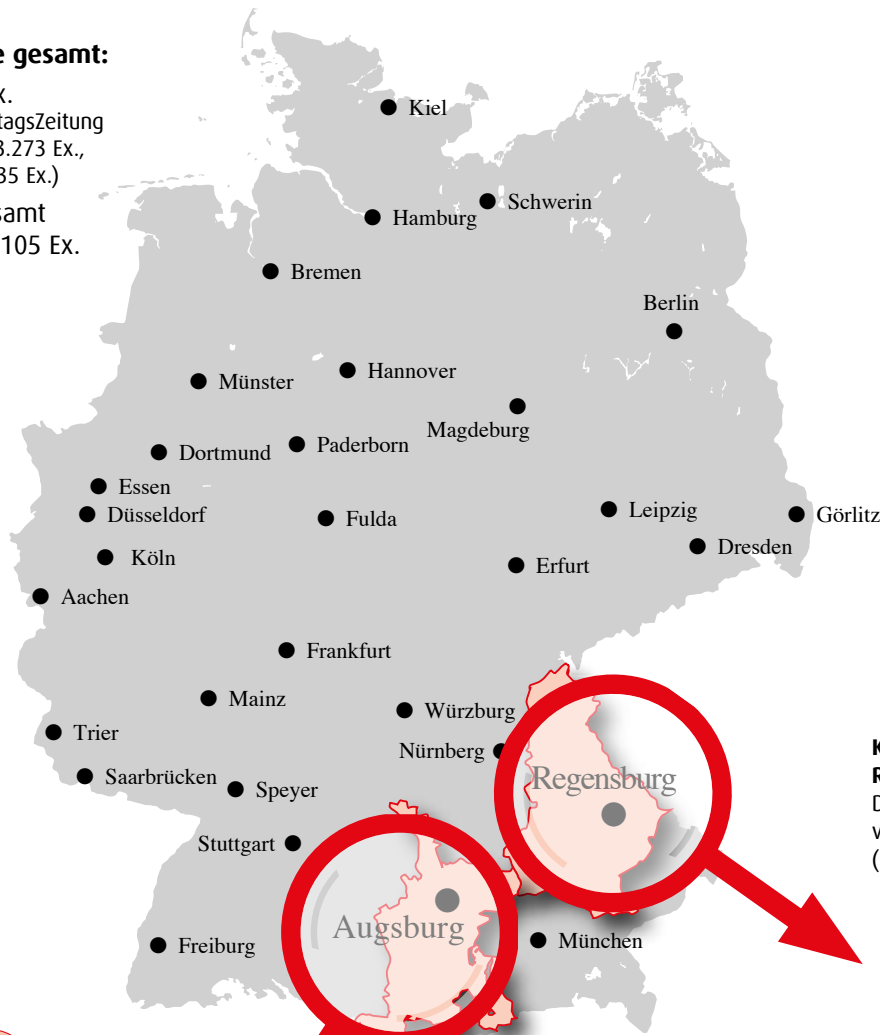 gesamt:
Kiel
tagsZeitung
3.273 Ex.,
35 Ex.)
105 Ex.
Schwerin
Hamburg
Bremen
Berlin
Hannover
Münster
Magdeburg
Paderborn
Dortmund
Essen
Leipzig
Düsseldorf
Fulda
Görlitz
Dresden
Köln
Erfurt
Aachen
Frankfurt
Mainz
Würzburg
Trier
Nürnberg
Saarbrücken
Regensburg
Speyer
Stuttgart
Augsburg
Freiburg
München